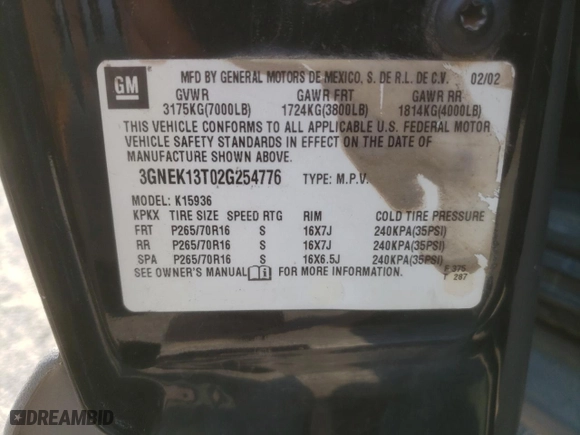 GM
MFD BY GENERAL MOTORS DE MEXICO, S. DE R.L. DE C.V. 02/02
GVWR GAWR FRT GAWR RR
3175KG(7000LB) 1724KG(3800LB) 1814KG(4000LB)
THIS VEHICLE CONFORMS TO ALL APPLICABLE U.S. FEDERAL MOTOR
VEHICLE SAFETY STANDARDS IN EFFECT ON THE DATE OF
MANUFACTURE SHOWN ABOVE.
3GNEK13T02G254776 TYPE: M.P.V.
MODEL: K15936
KPKX TIRE SIZE SPEED RTG RIM COLD TIRE PRESSURE
FRT P265/70R16 S 16X7J 240KPA(35PSI)
RR P265/70R16 S 16X7J 240KPA(35PSI)
SPA P265/70R16 S 16X6.5J 240KPA(35PSI)
SEE OWNER'S MANUAL FOR MORE INFORMATION.
F 376
T 287
DREAMBID